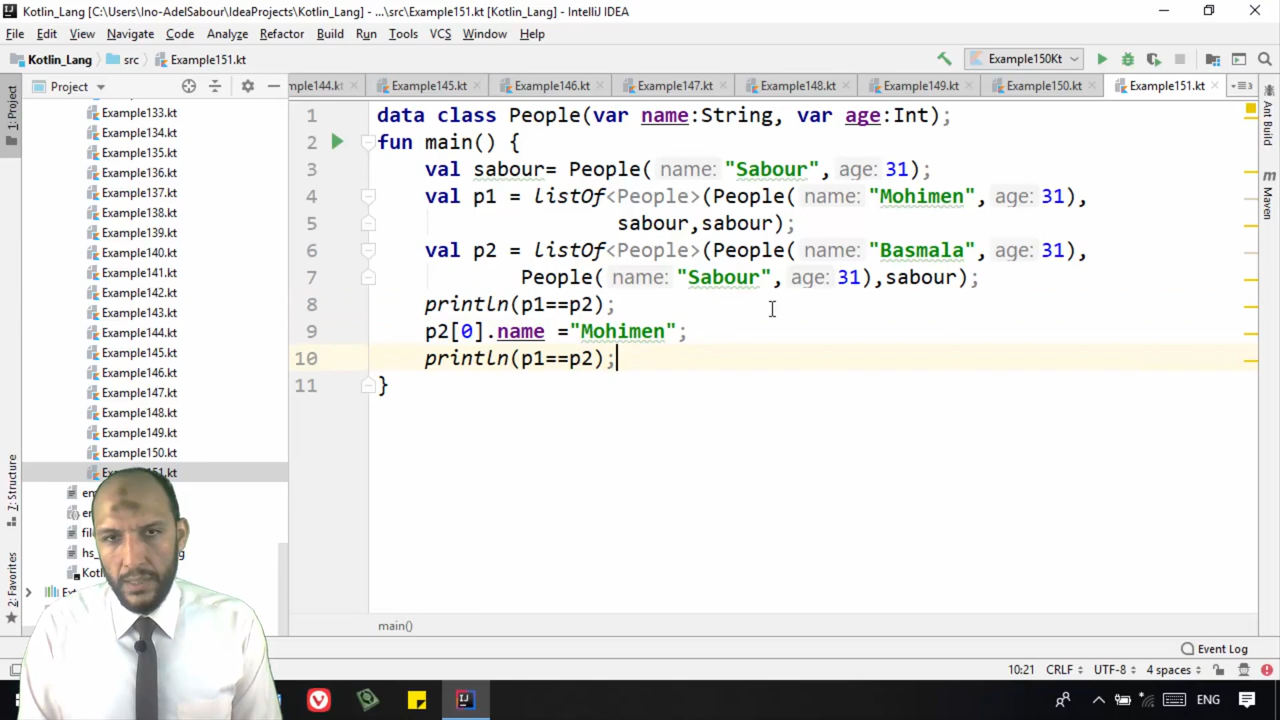 Kotlin_Lang [C:\Users\Ino-AdelSabour\IdeaProjects\Kotlin_Lang] - ...\src\Example151.kt [Kotlin_Lang] - IntelliJ IDEA
File Edit View Navigate Code Analyze Refactor Build Run Tools VCS Window Help
Kotlin_Lang src Example151.kt Example150Kt
1: Project
Project
mple144.kt Example145.kt Example146.kt Example147.kt Example148.kt Example149.kt Example150.kt Example151.kt
Example133.kt
Example134.kt
Example135.kt
Example136.kt
Example137.kt
Example138.kt
Example139.kt
Example140.kt
Example141.kt
Example142.kt
Example143.kt
Example144.kt
Example145.kt
Example146.kt
Example147.kt
Example148.kt
Example149.kt
Example150.kt
1 data class People(var name:String, var age:Int);
2 fun main() {
3 val sabour= People( name: "Sabour", age: 31);
4 val p1 = listOf<People>(People( name: "Mohimen", age: 31),
5 sabour,sabour);
6 val p2 = listOf<People>(People( name: "Basmala", age: 31),
7 People( name: "Sabour", age: 31),sabour);
8 println(p1==p2);
9 p2[0].name ="Mohimen";
10 println(p1==p2);
11 }
main()
7: Structure
2: Favorites
Ant Build
m Maven
Event Log
10:21 CRLF UTF-8 4 spaces
IJ
ENG